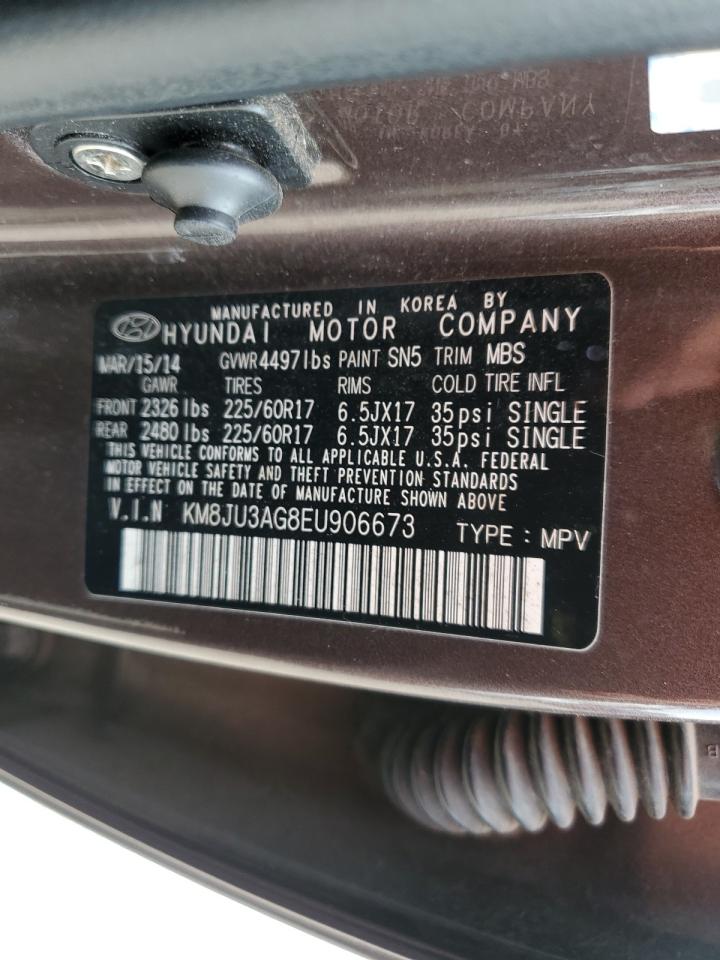 MANUFACTURED IN KOREA BY
HYUNDAI MOTOR COMPANY
MAR/15/14 GVWR 4497lbs PAINT SN5 TRIM MBS
GAWR TIRES RIMS COLD TIRE INFL
FRONT 2326 lbs 225/60R17 6.5JX17 35psi SINGLE
REAR 2480 lbs 225/60R17 6.5JX17 35psi SINGLE
THIS VEHICLE CONFORMS TO ALL APPLICABLE U.S.A. FEDERAL
MOTOR VEHICLE SAFETY AND THEFT PREVENTION STANDARDS
IN EFFECT ON THE DATE OF MANUFACTURE SHOWN ABOVE
V.I.N KM8JU3AG8EU906673 TYPE : MPV